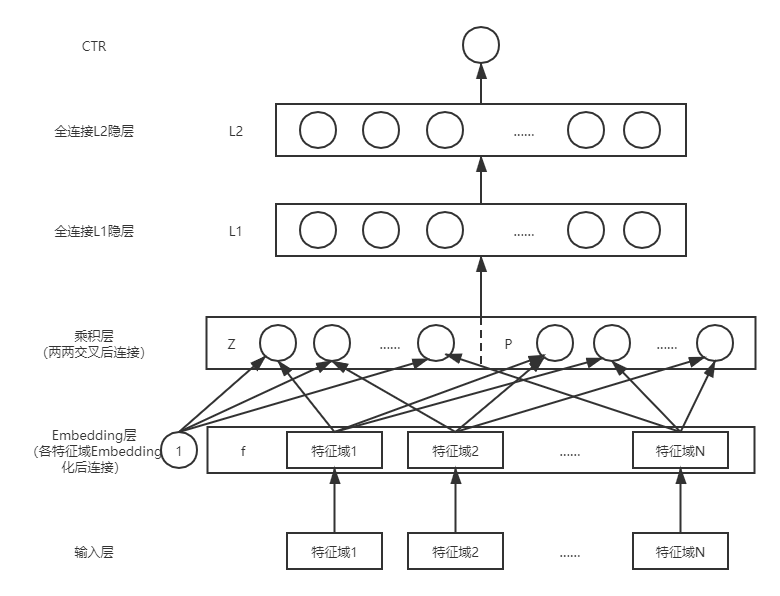 CTR
全连接L2隐层 L2 ......
全连接L1隐层 L1 ......
乘积层
（两两交叉后连接） Z ...... P ......
Embedding层
（各特征域Embedding
化后连接） 1 f 特征域1 特征域2 ...... 特征域N
输入层 特征域1 特征域2 ...... 特征域N